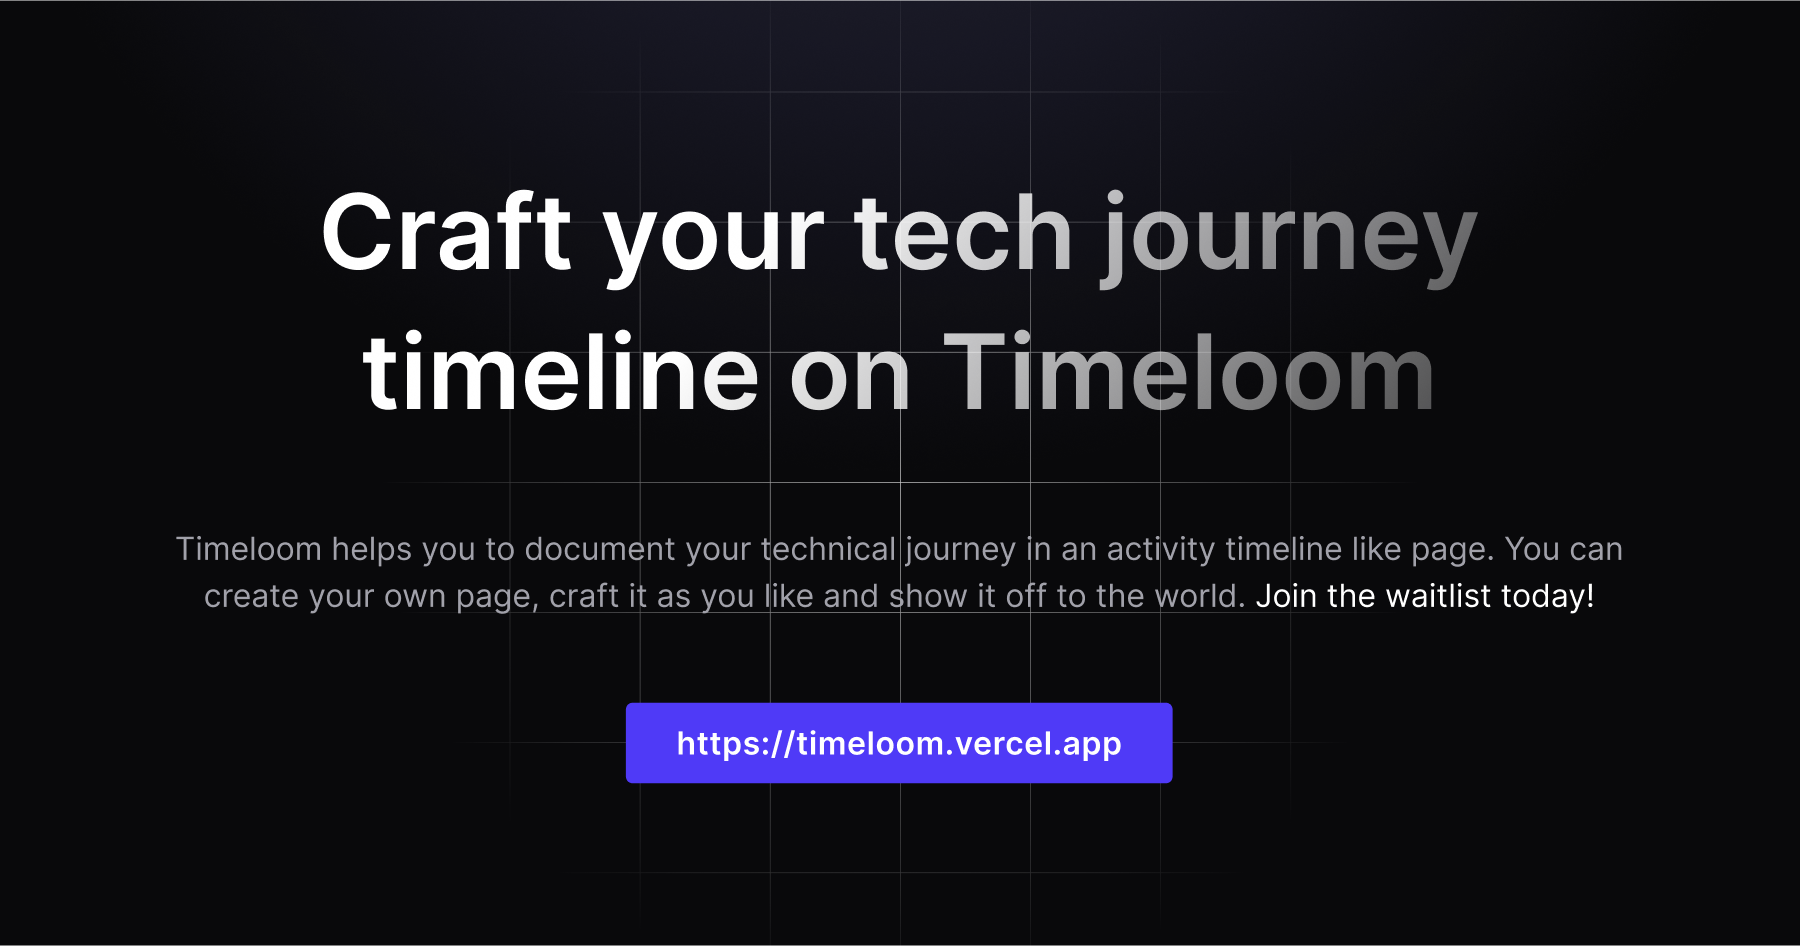 Craft your tech journey
timeline on Timeloom
Timeloom helps you to document your technical journey in an activity timeline like page. You can
create your own page, craft it as you like and show it off to the world. Join the waitlist today!
https://timeloom.vercel.app